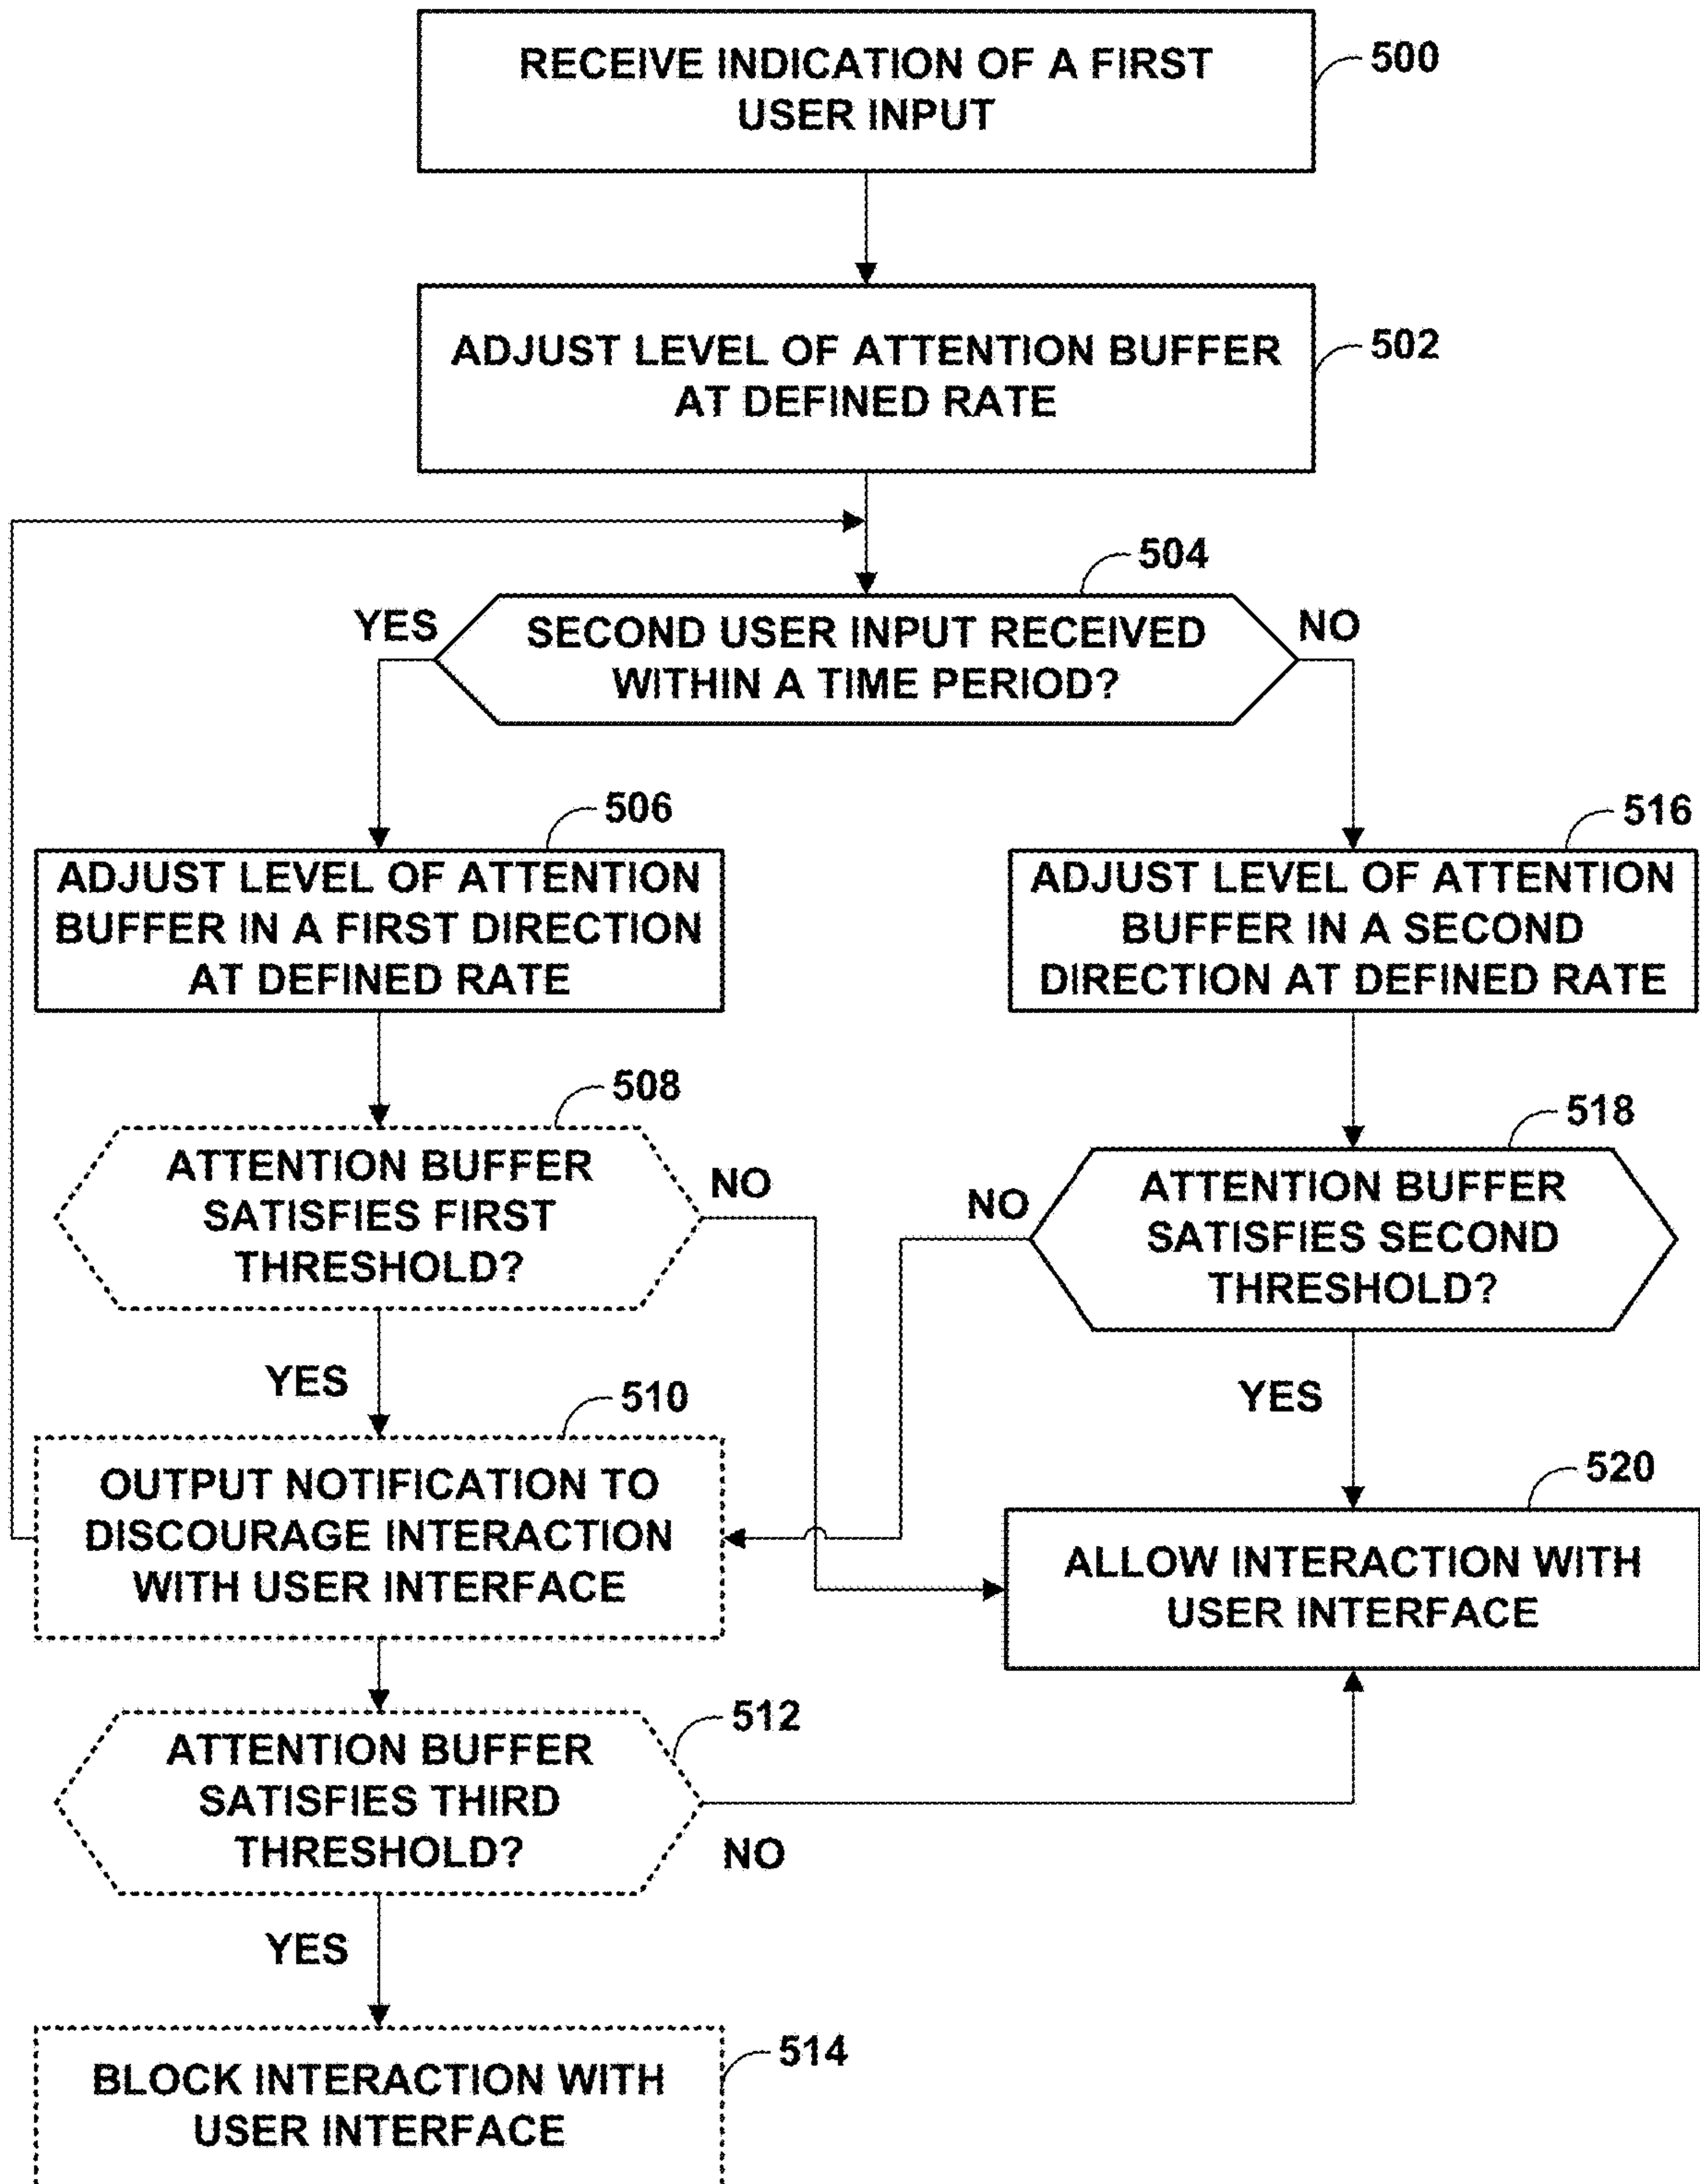 RECEIVE INDICATION OF A FIRST
USER INPUT
500
ADJUST LEVEL OF ATTENTION BUFFER
AT DEFINED RATE
502
504
YES
SECOND USER INPUT RECEIVED
WITHIN A TIME PERIOD?
NO
506
ADJUST LEVEL OF ATTENTION
BUFFER IN A FIRST DIRECTION
AT DEFINED RATE
516
ADJUST LEVEL OF ATTENTION
BUFFER IN A SECOND
DIRECTION AT DEFINED RATE
508
ATTENTION BUFFER
SATISFIES FIRST
THRESHOLD?
NO
518
NO
ATTENTION BUFFER
SATISFIES SECOND
THRESHOLD?
YES
YES
510
OUTPUT NOTIFICATION TO
DISCOURAGE INTERACTION
WITH USER INTERFACE
520
ALLOW INTERACTION WITH
USER INTERFACE
512
ATTENTION BUFFER
SATISFIES THIRD
THRESHOLD?
NO
YES
514
BLOCK INTERACTION WITH
USER INTERFACE